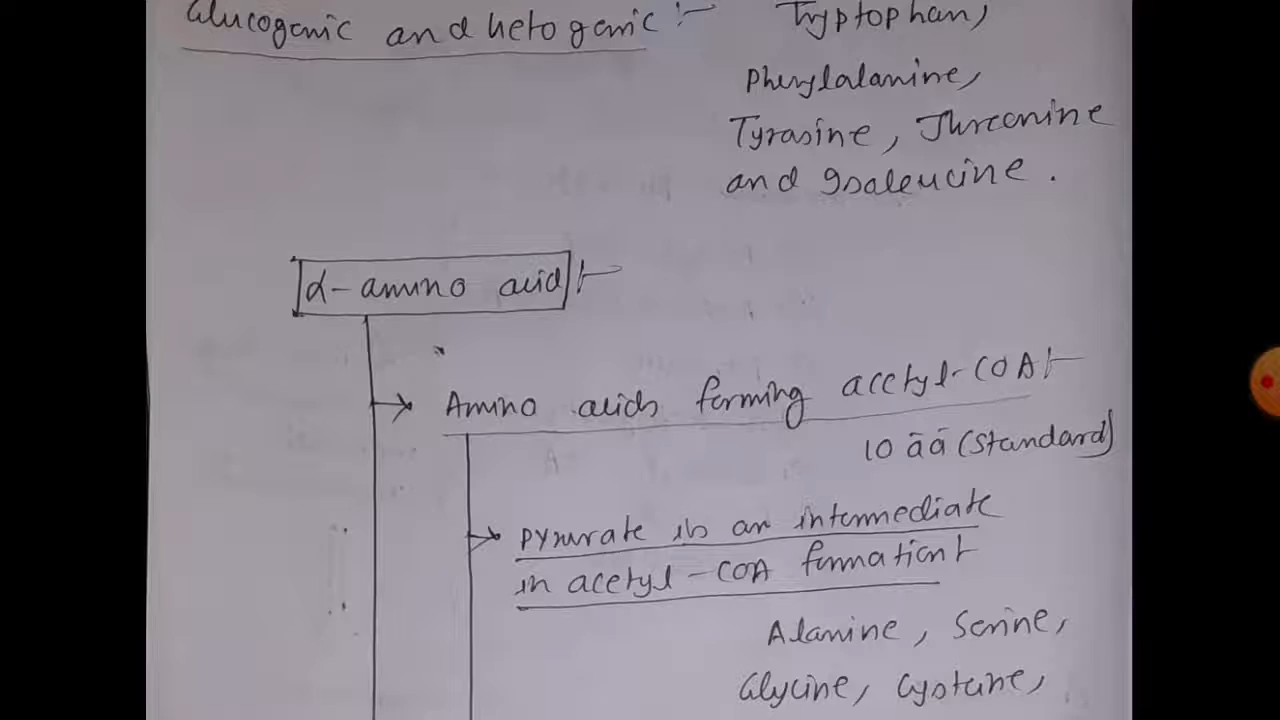 Glucogenic and ketogenic :- Tryptophan,
Phenylalanine,
Tyrosine, Threonine
and Isoleucine.
α-amino acid :-
Amino acids forming acetyl-COA :-
10 āā (Standard)
Pyruvate is an intermediate
in acetyl-COA formation :-
Alanine, Serine,
Glycine, Cysteine,